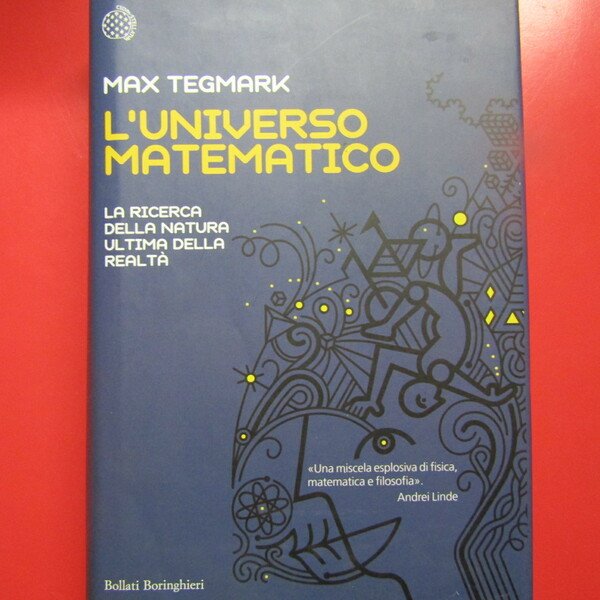 MAX TEGMARK
L'UNIVERSO
MATEMATICO
LA RICERCA
DELLA NATURA
ULTIMA DELLA
REALTÀ
«Una miscela esplosiva di fisica,
matematica e filosofia».
Andrei Linde
Bollati Boringhieri